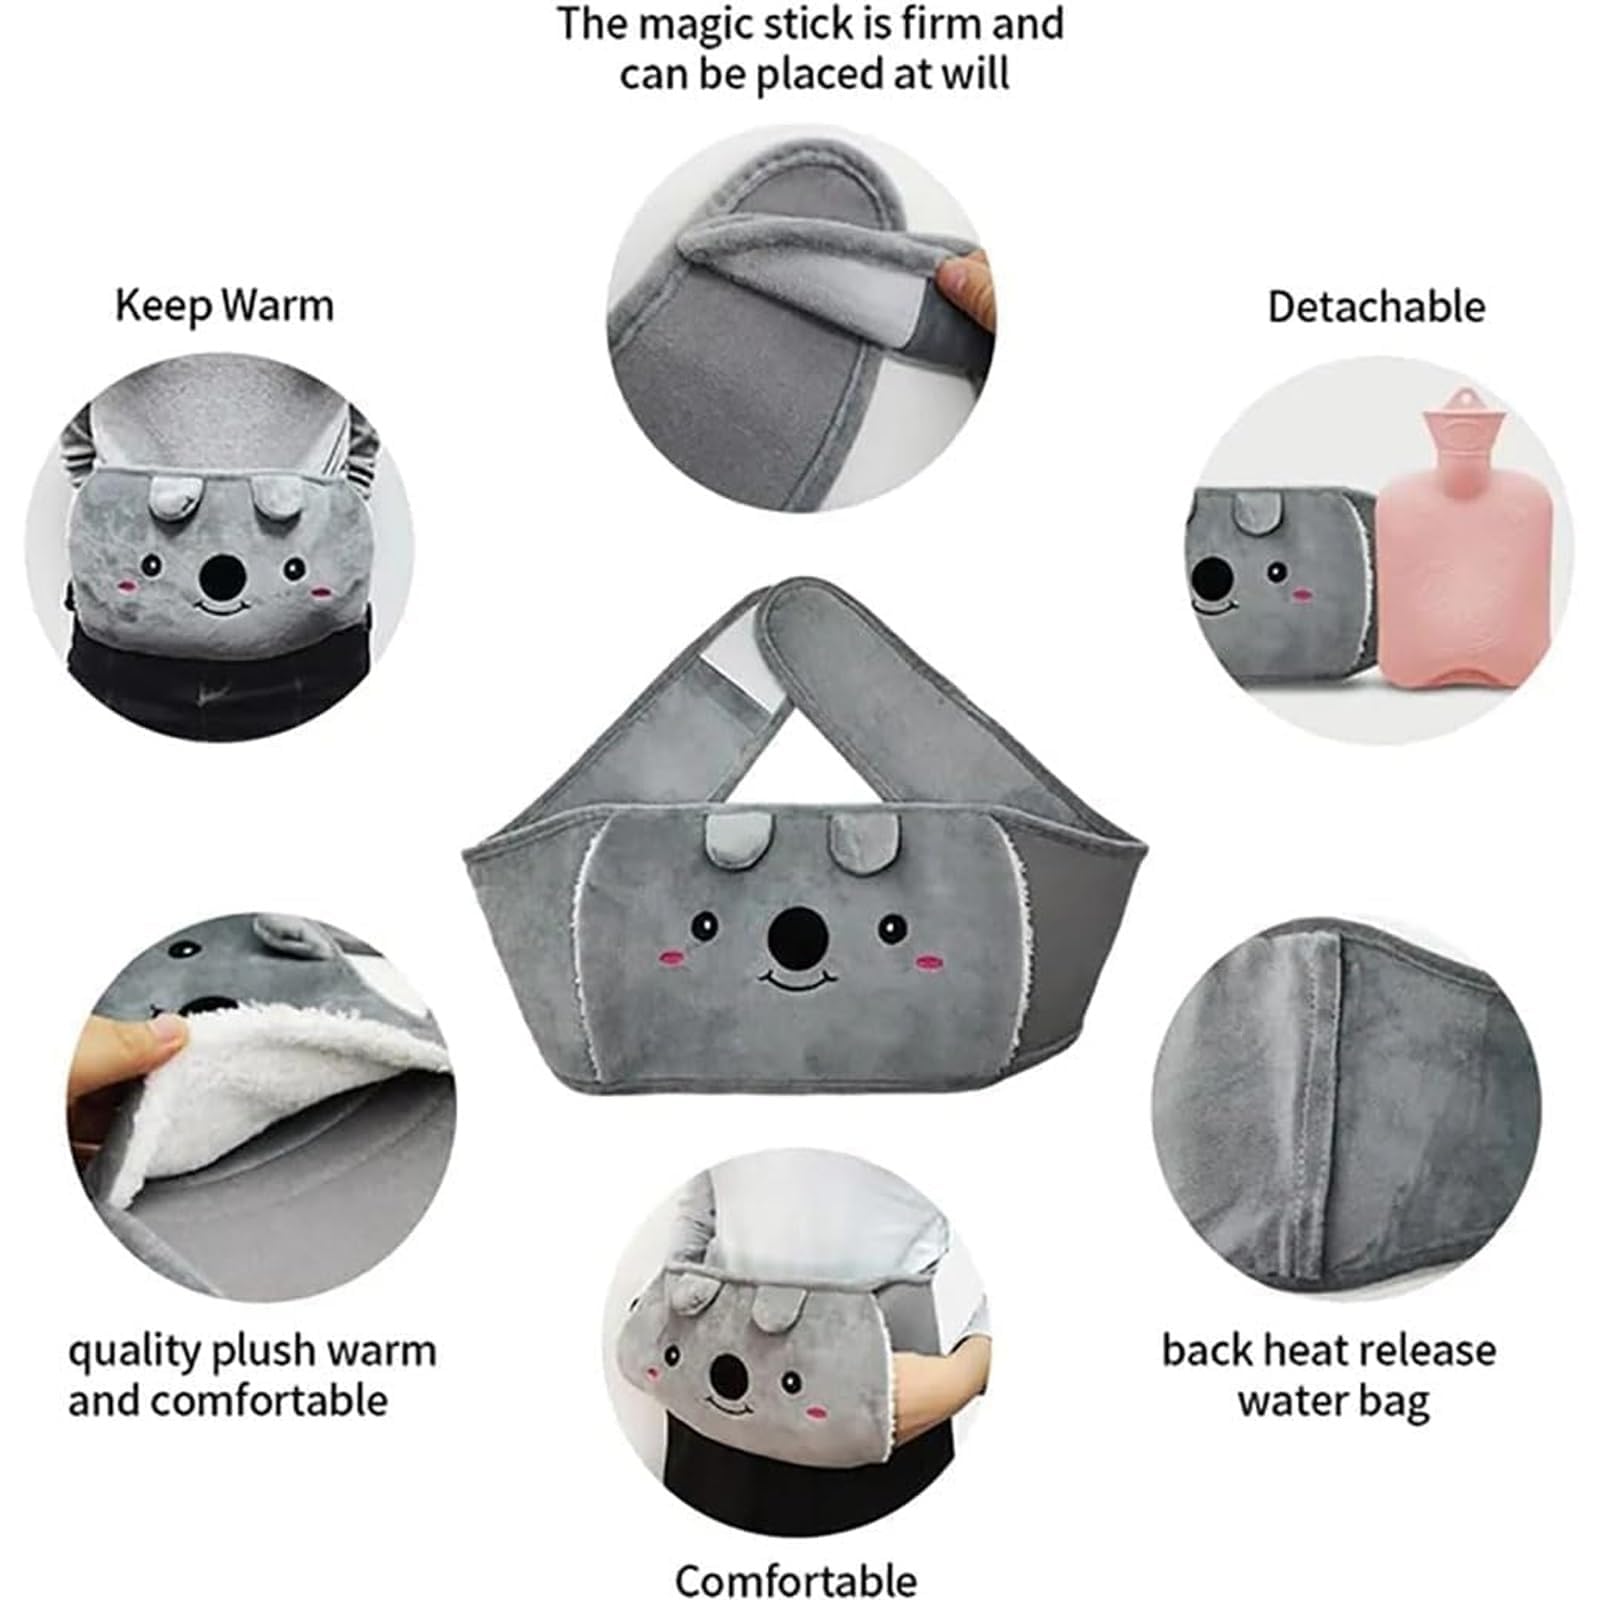 The magic stick is firm and
can be placed at will
Keep Warm
Detachable
quality plush warm
and comfortable
back heat release
water bag
Comfortable